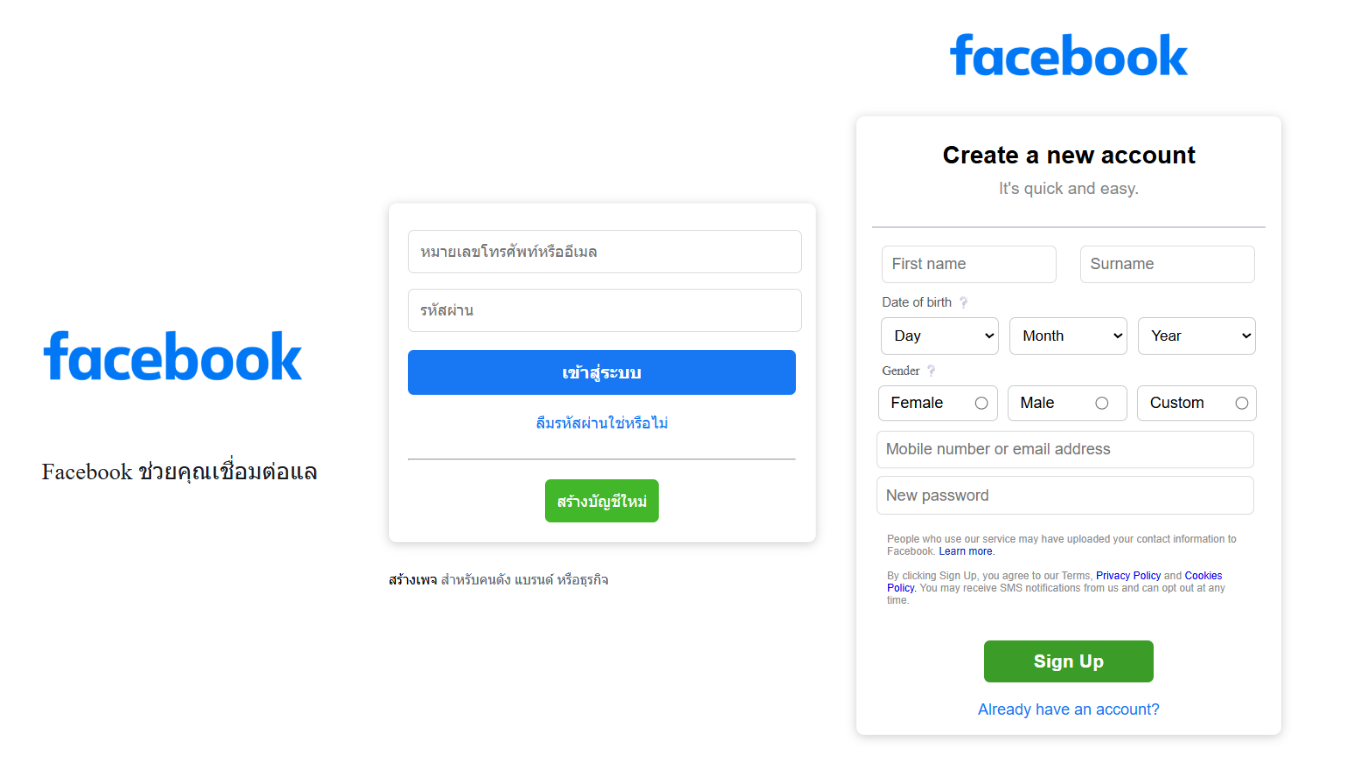 facebook
Facebook ช่วยคุณเชื่อมต่อแล
หมายเลขโทรศัพท์หรืออีเมล
รหัสผ่าน
เข้าสู่ระบบ
ลืมรหัสผ่านใช่หรือไม่
สร้างบัญชีใหม่
สร้างเพจ สำหรับคนดัง แบรนด์ หรือธุรกิจ
facebook
Create a new account
It's quick and easy.
First name Surname
Date of birth ?
Day Month Year
Gender ?
Female Male Custom
Mobile number or email address
New password
People who use our service may have uploaded your contact information to
Facebook. Learn more.
By clicking Sign Up, you agree to our Terms, Privacy Policy and Cookies
Policy. You may receive SMS notifications from us and can opt out at any
time.
Sign Up
Already have an account?